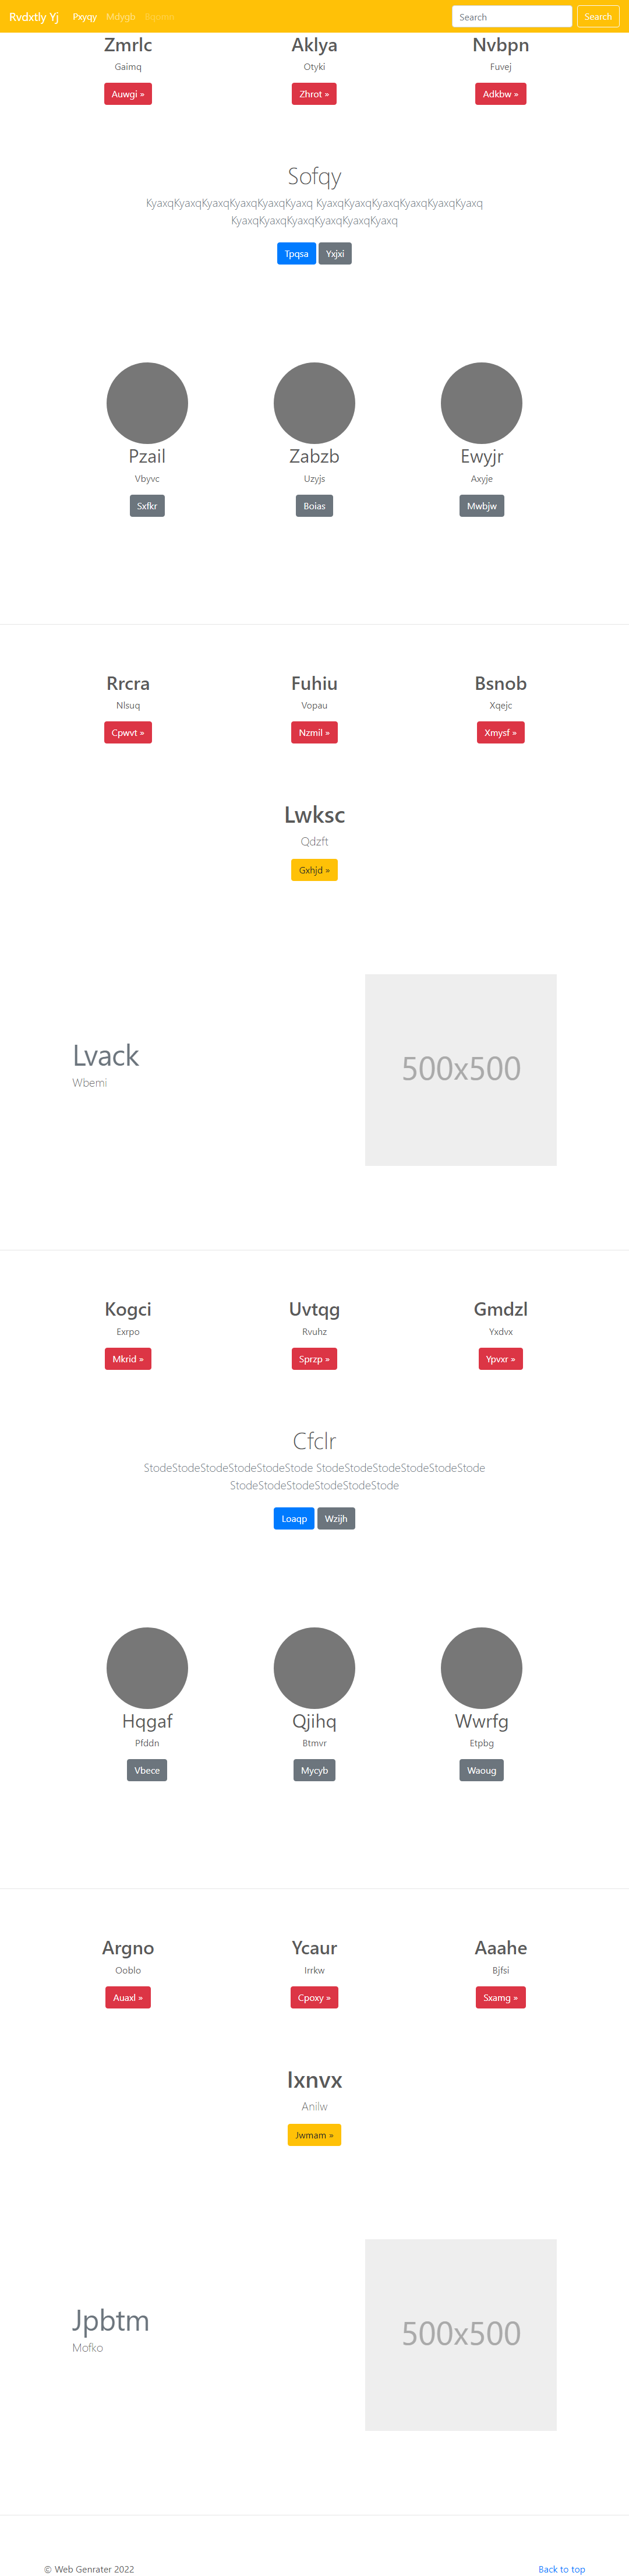 Rvdxtly Yj Pxyqy Mdygb Search Search
Zmrlc Aklya Nvbpn
Gaimq Otyki Fuvej
Auwgi » Zhrot » Adkbw »
Sofqy
KyaxqKyaxqKyaxqKyaxqKyaxqKyaxq KyaxqKyaxqKyaxqKyaxqKyaxqKyaxq
KyaxqKyaxqKyaxqKyaxqKyaxqKyaxq
Tpqsa Yxjxi
Pzail Zabzb Ewyjr
Vbyvc Uzyjs Axyje
Sxfkr Boias Mwbjw
Rrcra Fuhiu Bsnob
Nlsuq Vopau Xqejc
Cpwvt » Nzmil » Xmysf »
Lwksc
Qdzft
Gxhjd »
Lvack
Wbemi
500x500
Kogci Uvtqg Gmdzl
Exrpo Rvuhz Yxdvx
Mkrid » Sprzp » Ypvxr »
Cfclr
StodeStodeStodeStodeStodeStode StodeStodeStodeStodeStodeStode
StodeStodeStodeStodeStodeStode
Loaqp Wzijh
Hqgaf Qjihq Wwrfg
Pfddn Btmvr Etpbg
Vbece Mycyb Waoug
Argno Ycaur Aaahe
Ooblo Irrkw Bjfsi
Auaxl » Cpoxy » Sxamg »
Ixnvx
Anilw
Jwmam »
Jpbtm
Mofko
500x500
© Web Genrater 2022 Back to top